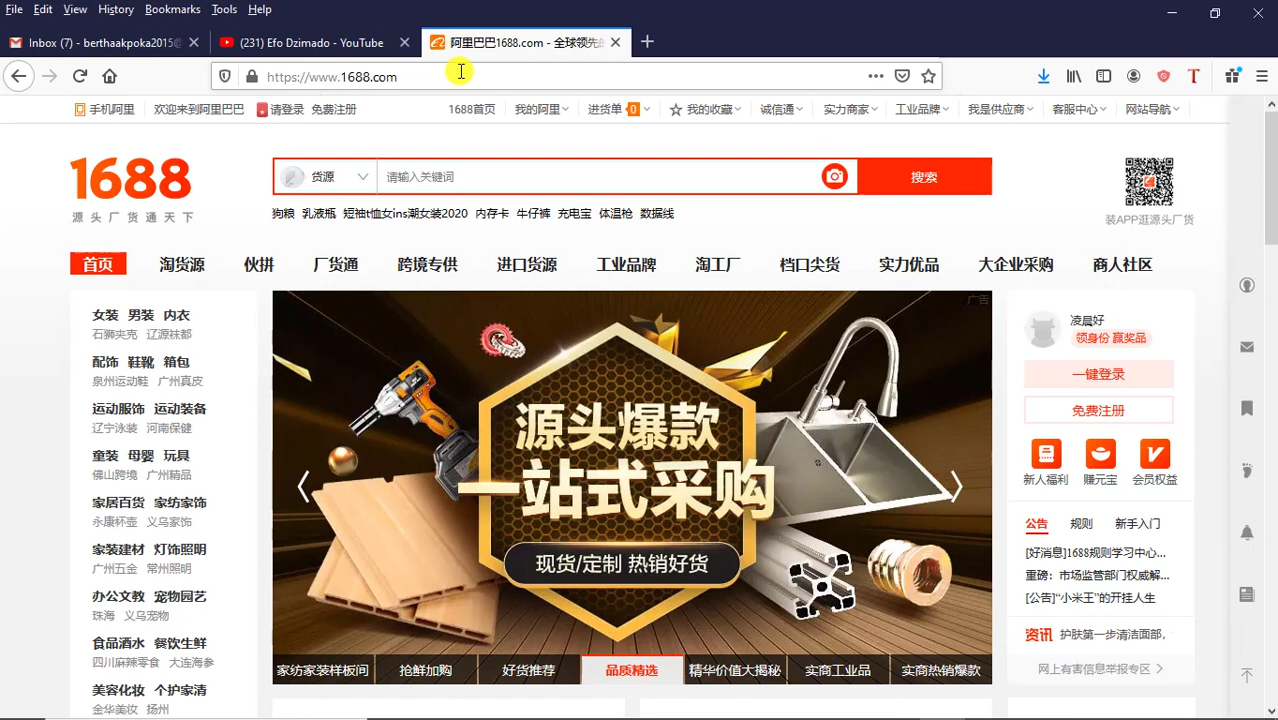 File Edit View History Bookmarks Tools Help
Inbox (7) - berthaakpoka2015@
(231) Efo Dzimado - YouTube
阿里巴巴1688.com - 全球领先的
https://www.1688.com
手机阿里 欢迎来到阿里巴巴 请登录 免费注册 1688首页 我的阿里 进货单 0 我的收藏 诚信通 实力商家 工业品牌 我是供应商 客服中心 网站导航
1688
源头厂货通天下
货源 请输入关键词 搜索
狗粮 乳液瓶 短袖t恤女ins潮女装2020 内存卡 牛仔裤 充电宝 体温枪 数据线
装APP逛源头厂货
首页 淘货源 伙拼 厂货通 跨境专供 进口货源 工业品牌 淘工厂 档口尖货 实力优品 大企业采购 商人社区
女装 男装 内衣
石狮夹克 辽源袜都
配饰 鞋靴 箱包
泉州运动鞋 广州真皮
运动服饰 运动装备
辽宁泳装 河南保健
童装 母婴 玩具
佛山跨境 广州精品
家居百货 家纺家饰
永康杯壶 义乌家饰
家装建材 灯饰照明
广州五金 常州照明
办公文教 宠物园艺
珠海 义乌宠物
食品酒水 餐饮生鲜
四川麻辣零食 大连海参
美容化妆 个护家清
金华美妆 扬州
广告
源头爆款
一站式采购
现货/定制 热销好货
家纺家装样板间 抢鲜加购 好货推荐 品质精选 精华价值大揭秘 实商工业品 实商热销爆款
凌晨好
领身份 赢奖品
一键登录
免费注册
新人福利 赚元宝 会员权益
公告 规则 新手入门
[好消息]1688规则学习中心...
重磅：市场监管部门权威解...
[公告]“小米王”的开挂人生
资讯 护肤第一步清洁面部，
网上有害信息举报专区